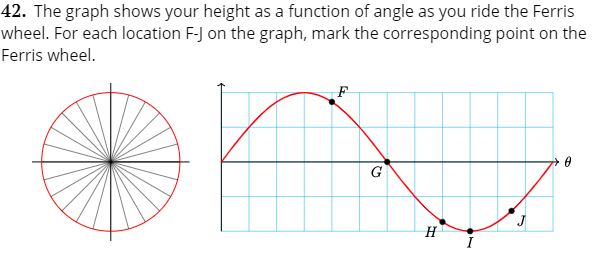 42. The graph shows your height as a function of angle as you ride the Ferris
wheel. For each location F-J on the graph, mark the corresponding point on the
Ferris wheel.
F
θ
G
J
H
I